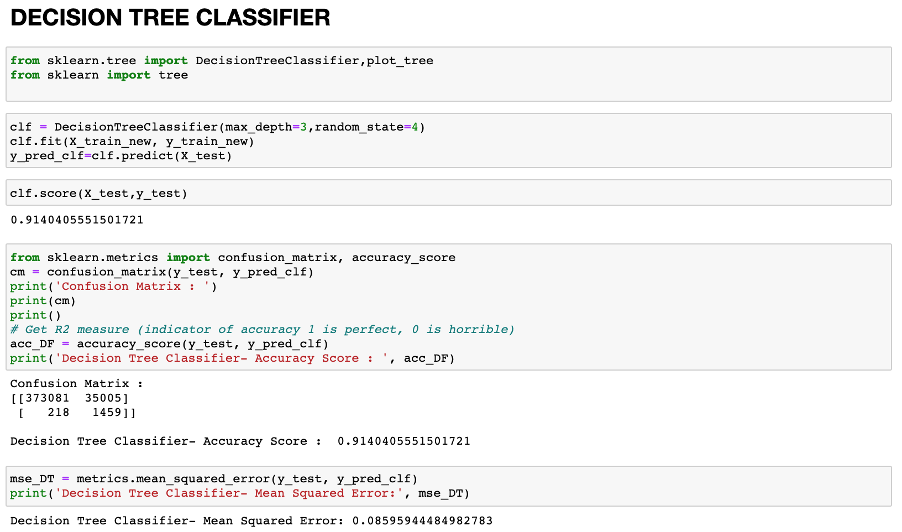 DECISION TREE CLASSIFIER
from sklearn.tree import DecisionTreeClassifier,plot_tree
from sklearn import tree
clf = DecisionTreeClassifier(max_depth=3,random_state=4)
clf.fit(X_train_new, y_train_new)
y_pred_clf=clf.predict(X_test)
clf.score(X_test,y_test)
0.9140405551501721
from sklearn.metrics import confusion_matrix, accuracy_score
cm = confusion_matrix(y_test, y_pred_clf)
print('Confusion Matrix : ')
print(cm)
print()
# Get R2 measure (indicator of accuracy 1 is perfect, 0 is horrible)
acc_DF = accuracy_score(y_test, y_pred_clf)
print('Decision Tree Classifier- Accuracy Score : ', acc_DF)
Confusion Matrix :
[[373081  35005]
 [   218   1459]]
Decision Tree Classifier- Accuracy Score :  0.9140405551501721
mse_DT = metrics.mean_squared_error(y_test, y_pred_clf)
print('Decision Tree Classifier- Mean Squared Error:', mse_DT)
Decision Tree Classifier- Mean Squared Error: 0.08595944484982783